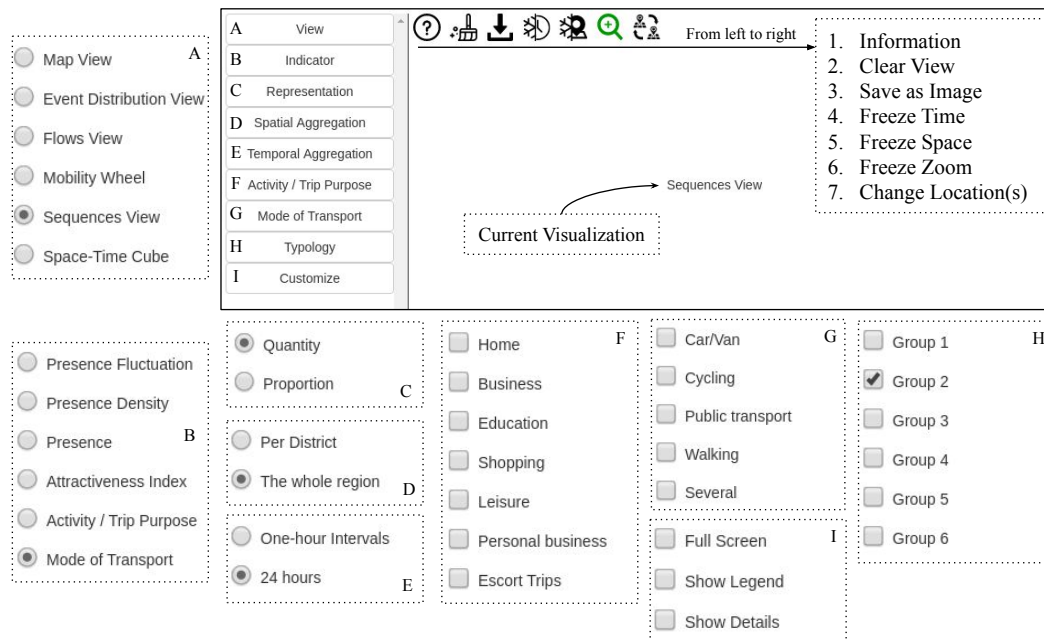 A
Map View
Event Distribution View
Flows View
Mobility Wheel
Sequences View
Space-Time Cube
A View
B Indicator
C Representation
D Spatial Aggregation
E Temporal Aggregation
F Activity / Trip Purpose
G Mode of Transport
H Typology
I Customize
?
From left to right
1. Information
2. Clear View
3. Save as Image
4. Freeze Time
5. Freeze Space
6. Freeze Zoom
7. Change Location(s)
Sequences View
Current Visualization
Presence Fluctuation
Presence Density
Presence
B
Attractiveness Index
Activity / Trip Purpose
Mode of Transport
Quantity
Proportion
C
Per District
The whole region
D
One-hour Intervals
24 hours
E
Home
F
Business
Education
Shopping
Leisure
Personal business
Escort Trips
Car/Van
G
Cycling
Public transport
Walking
Several
Full Screen
I
Show Legend
Show Details
Group 1
H
Group 2
Group 3
Group 4
Group 5
Group 6